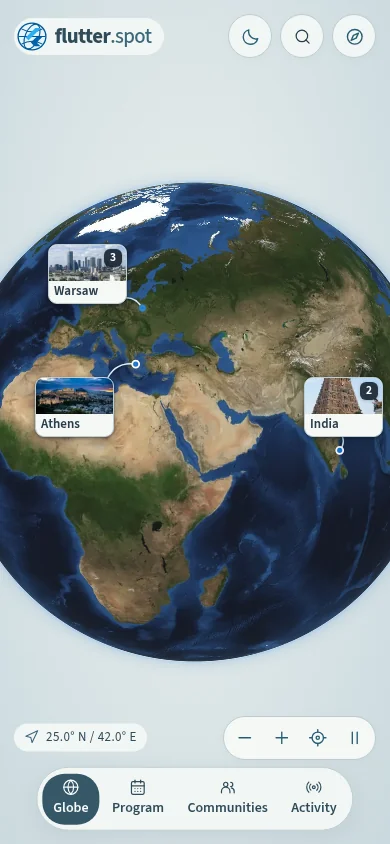 flutter.spot
3
Warsaw
Athens
2
India
25.0° N / 42.0° E
Globe
Program
Communities
Activity